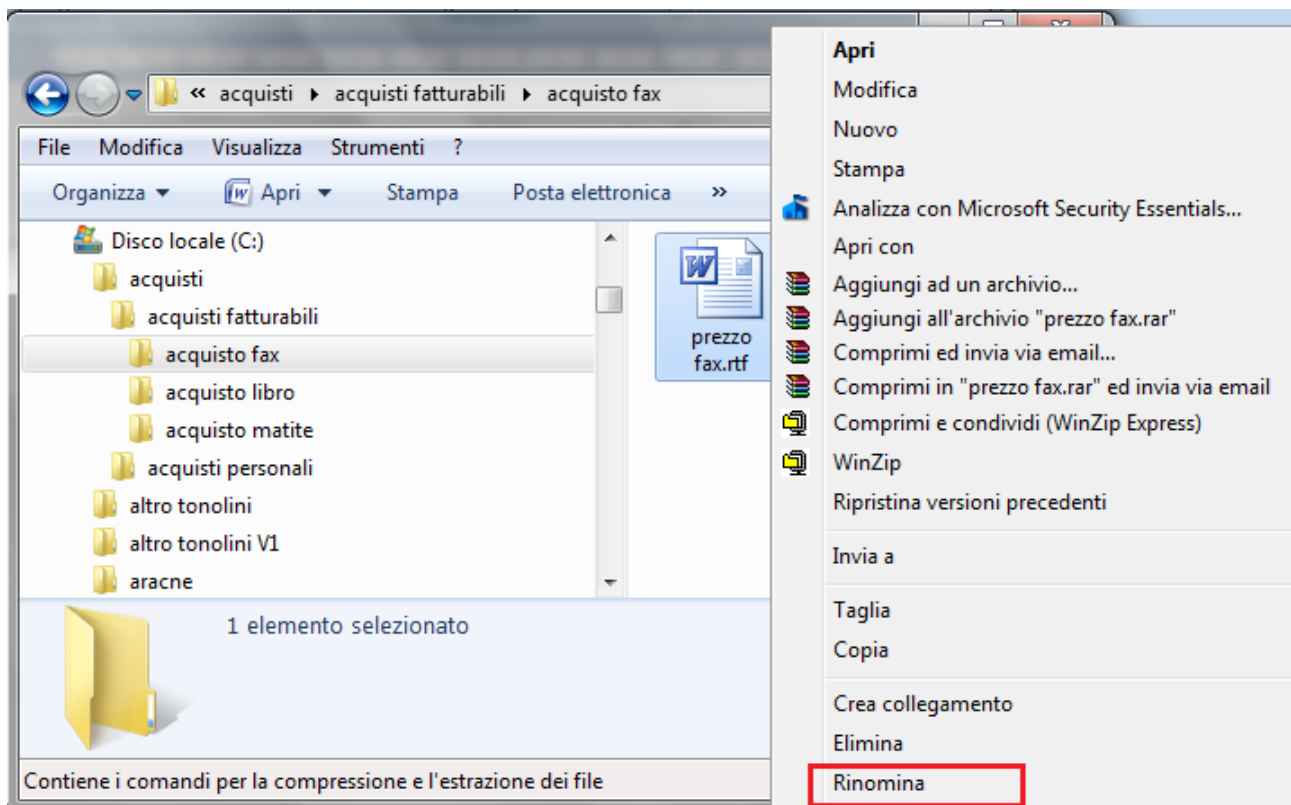 « acquisti ▸ acquisti fatturabili ▸ acquisto fax
File Modifica Visualizza Strumenti ?
Organizza ▼ Apri ▼ Stampa Posta elettronica »
Disco locale (C:)
acquisti
acquisti fatturabili
acquisto fax
acquisto libro
acquisto matite
acquisti personali
altro tonolini
altro tonolini V1
aracne
prezzo
fax.rtf
1 elemento selezionato
Contiene i comandi per la compressione e l'estrazione dei file
Apri
Modifica
Nuovo
Stampa
Analizza con Microsoft Security Essentials...
Apri con
Aggiungi ad un archivio...
Aggiungi all'archivio "prezzo fax.rar"
Comprimi ed invia via email...
Comprimi in "prezzo fax.rar" ed invia via email
Comprimi e condividi (WinZip Express)
WinZip
Ripristina versioni precedenti
Invia a
Taglia
Copia
Crea collegamento
Elimina
Rinomina